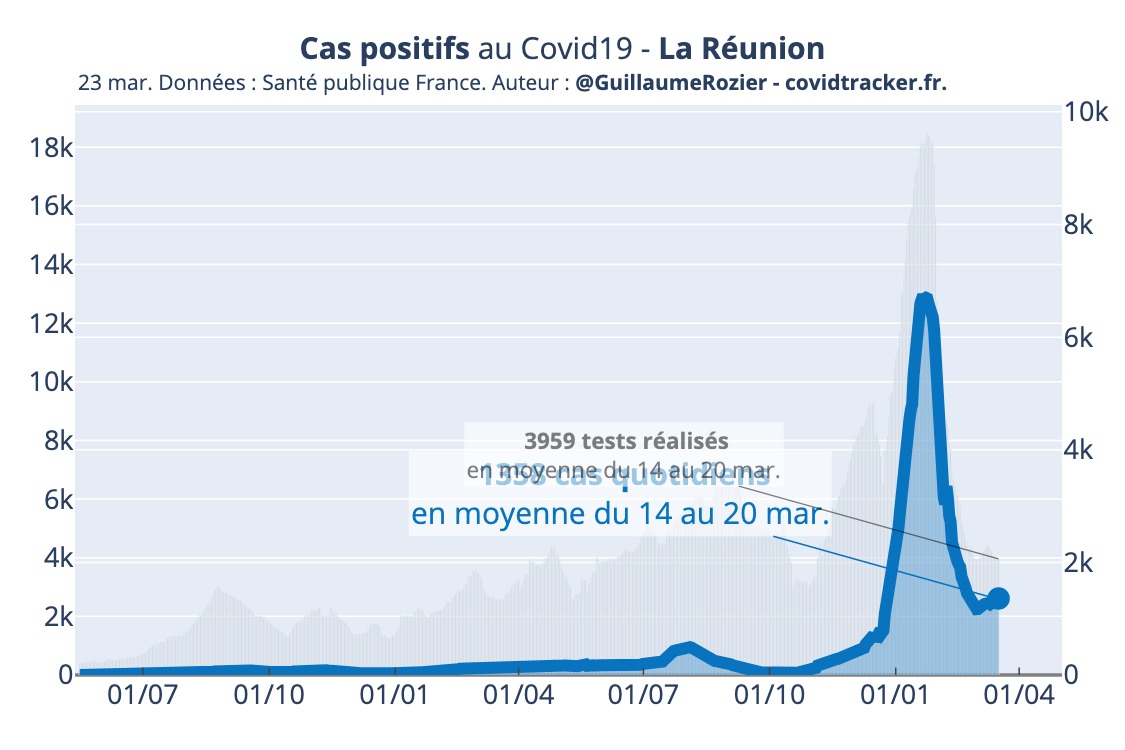 Cas positifs au Covid19 - La Réunion
23 mar. Données : Santé publique France. Auteur : @GuillaumeRozier - covidtracker.fr.
10k
18k
16k
8k
14k
12k
6k
10k
8k
4k
3959 tests réalisés
en moyenne du 14 au 20 mar.
1358 cas quotidiens
en moyenne du 14 au 20 mar.
6k
4k
2k
2k
0
0
01/07
01/10
01/01
01/04
01/07
01/10
01/01
01/04